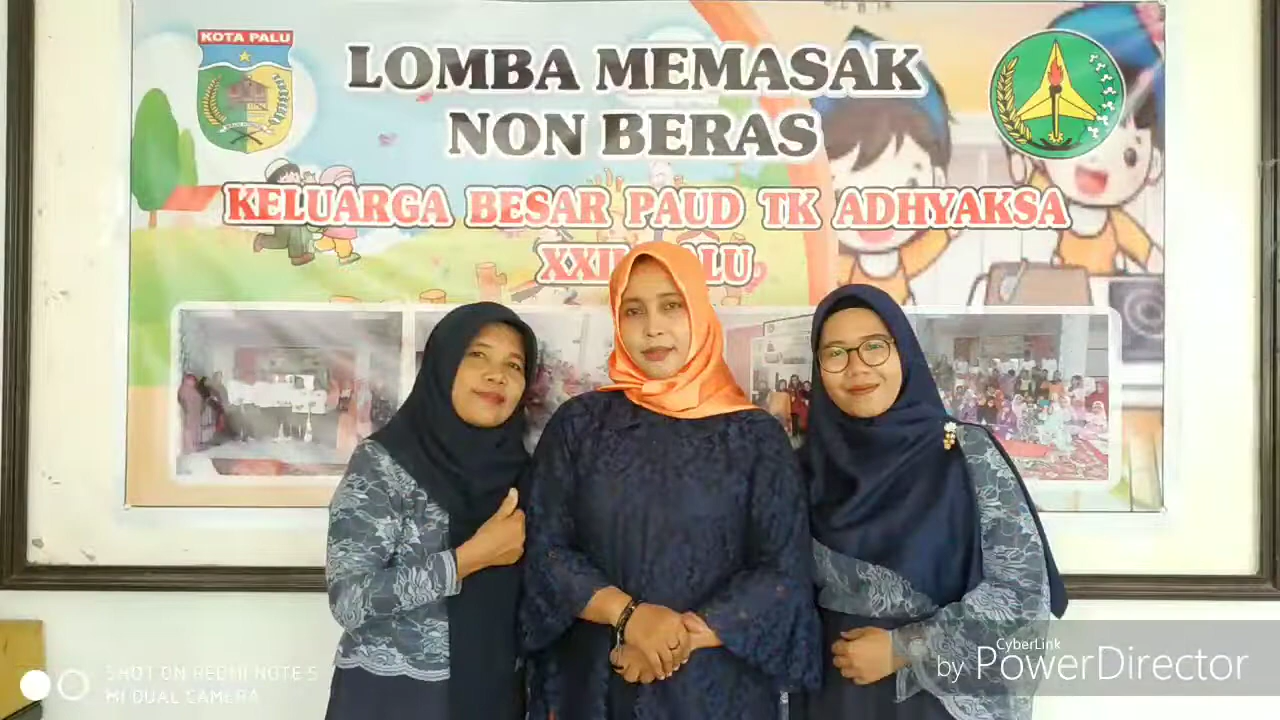 KOTA PALU
LOMBA MEMASAK
NON BERAS
KELUARGA BESAR PAUD TK ADHYAKSA
SHOT ON REDMI NOTE 5
MI DUAL CAMERA
CyberLink
by PowerDirector